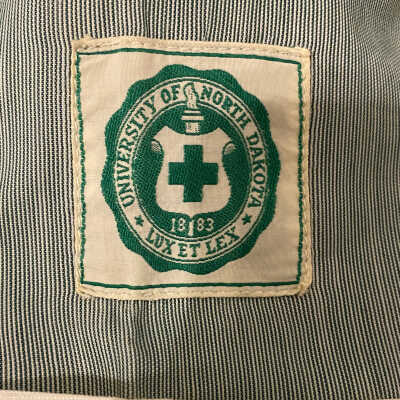 UNIVERSITY OF NORTH DAKOTA
1883
LUX ET LEX